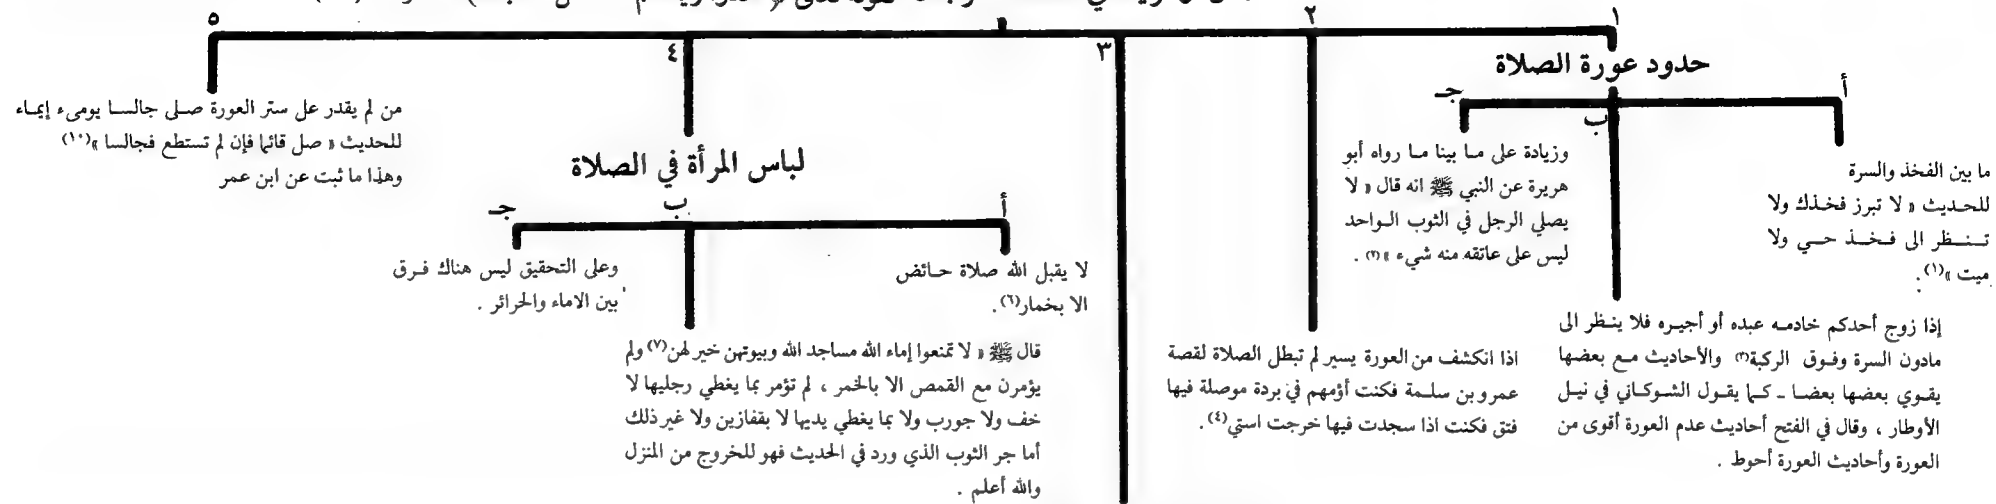 ١
٢
٣
٤
٥
حدود عورة الصلاة
أ
ب
جـ
ما بين الفخذ والسرة
للحديث « لا تبرز فخذك ولا
تنظر الى فخذ حي ولا
ميت »(١).
إذا زوج أحدكم خادمه عبده أو أجيره فلا ينظر الى
مادون السرة وفوق الركبة(٢) والأحاديث مع بعضها
يقوي بعضها بعضا ـ كما يقول الشوكاني في نيل
الأوطار ، وقال في الفتح أحاديث عدم العورة أقوى من
العورة وأحاديث العورة أحوط .
وزيادة على ما بينا ما رواه أبو
هريرة عن النبي ﷺ انه قال « لا
يصلي الرجل في الثوب الواحد
ليس على عاتقه منه شيء »(٣) .
اذا انكشف من العورة يسير لم تبطل الصلاة لقصة
عمرو بن سلمة فكنت أؤمهم في بردة موصلة فيها
فتق فكنت اذا سجدت فيها خرجت استي(٤).
لباس المرأة في الصلاة
أ
ب
جـ
لا يقبل الله صلاة حائض
الا بخمار(٦).
قال ﷺ « لا تمنعوا إماء الله مساجد الله وبيوتهن خير لهن(٧) ولم
يؤمرن مع القمص الا بالخمر ، لم تؤمر بما يغطي رجليها لا
خف ولا جورب ولا بما يغطي يديها لا بقفازين ولا غير ذلك
أما جر الثوب الذي ورد في الحديث فهو للخروج من المنزل
والله أعلم .
وعلى التحقيق ليس هناك فرق
بين الاماء والحرائر .
من لم يقدر على ستر العورة صلى جالسا يومىء إيماء
للحديث « صل قائما فإن لم تستطع فجالسا »(١٠)
وهذا ما ثبت عن ابن عمر